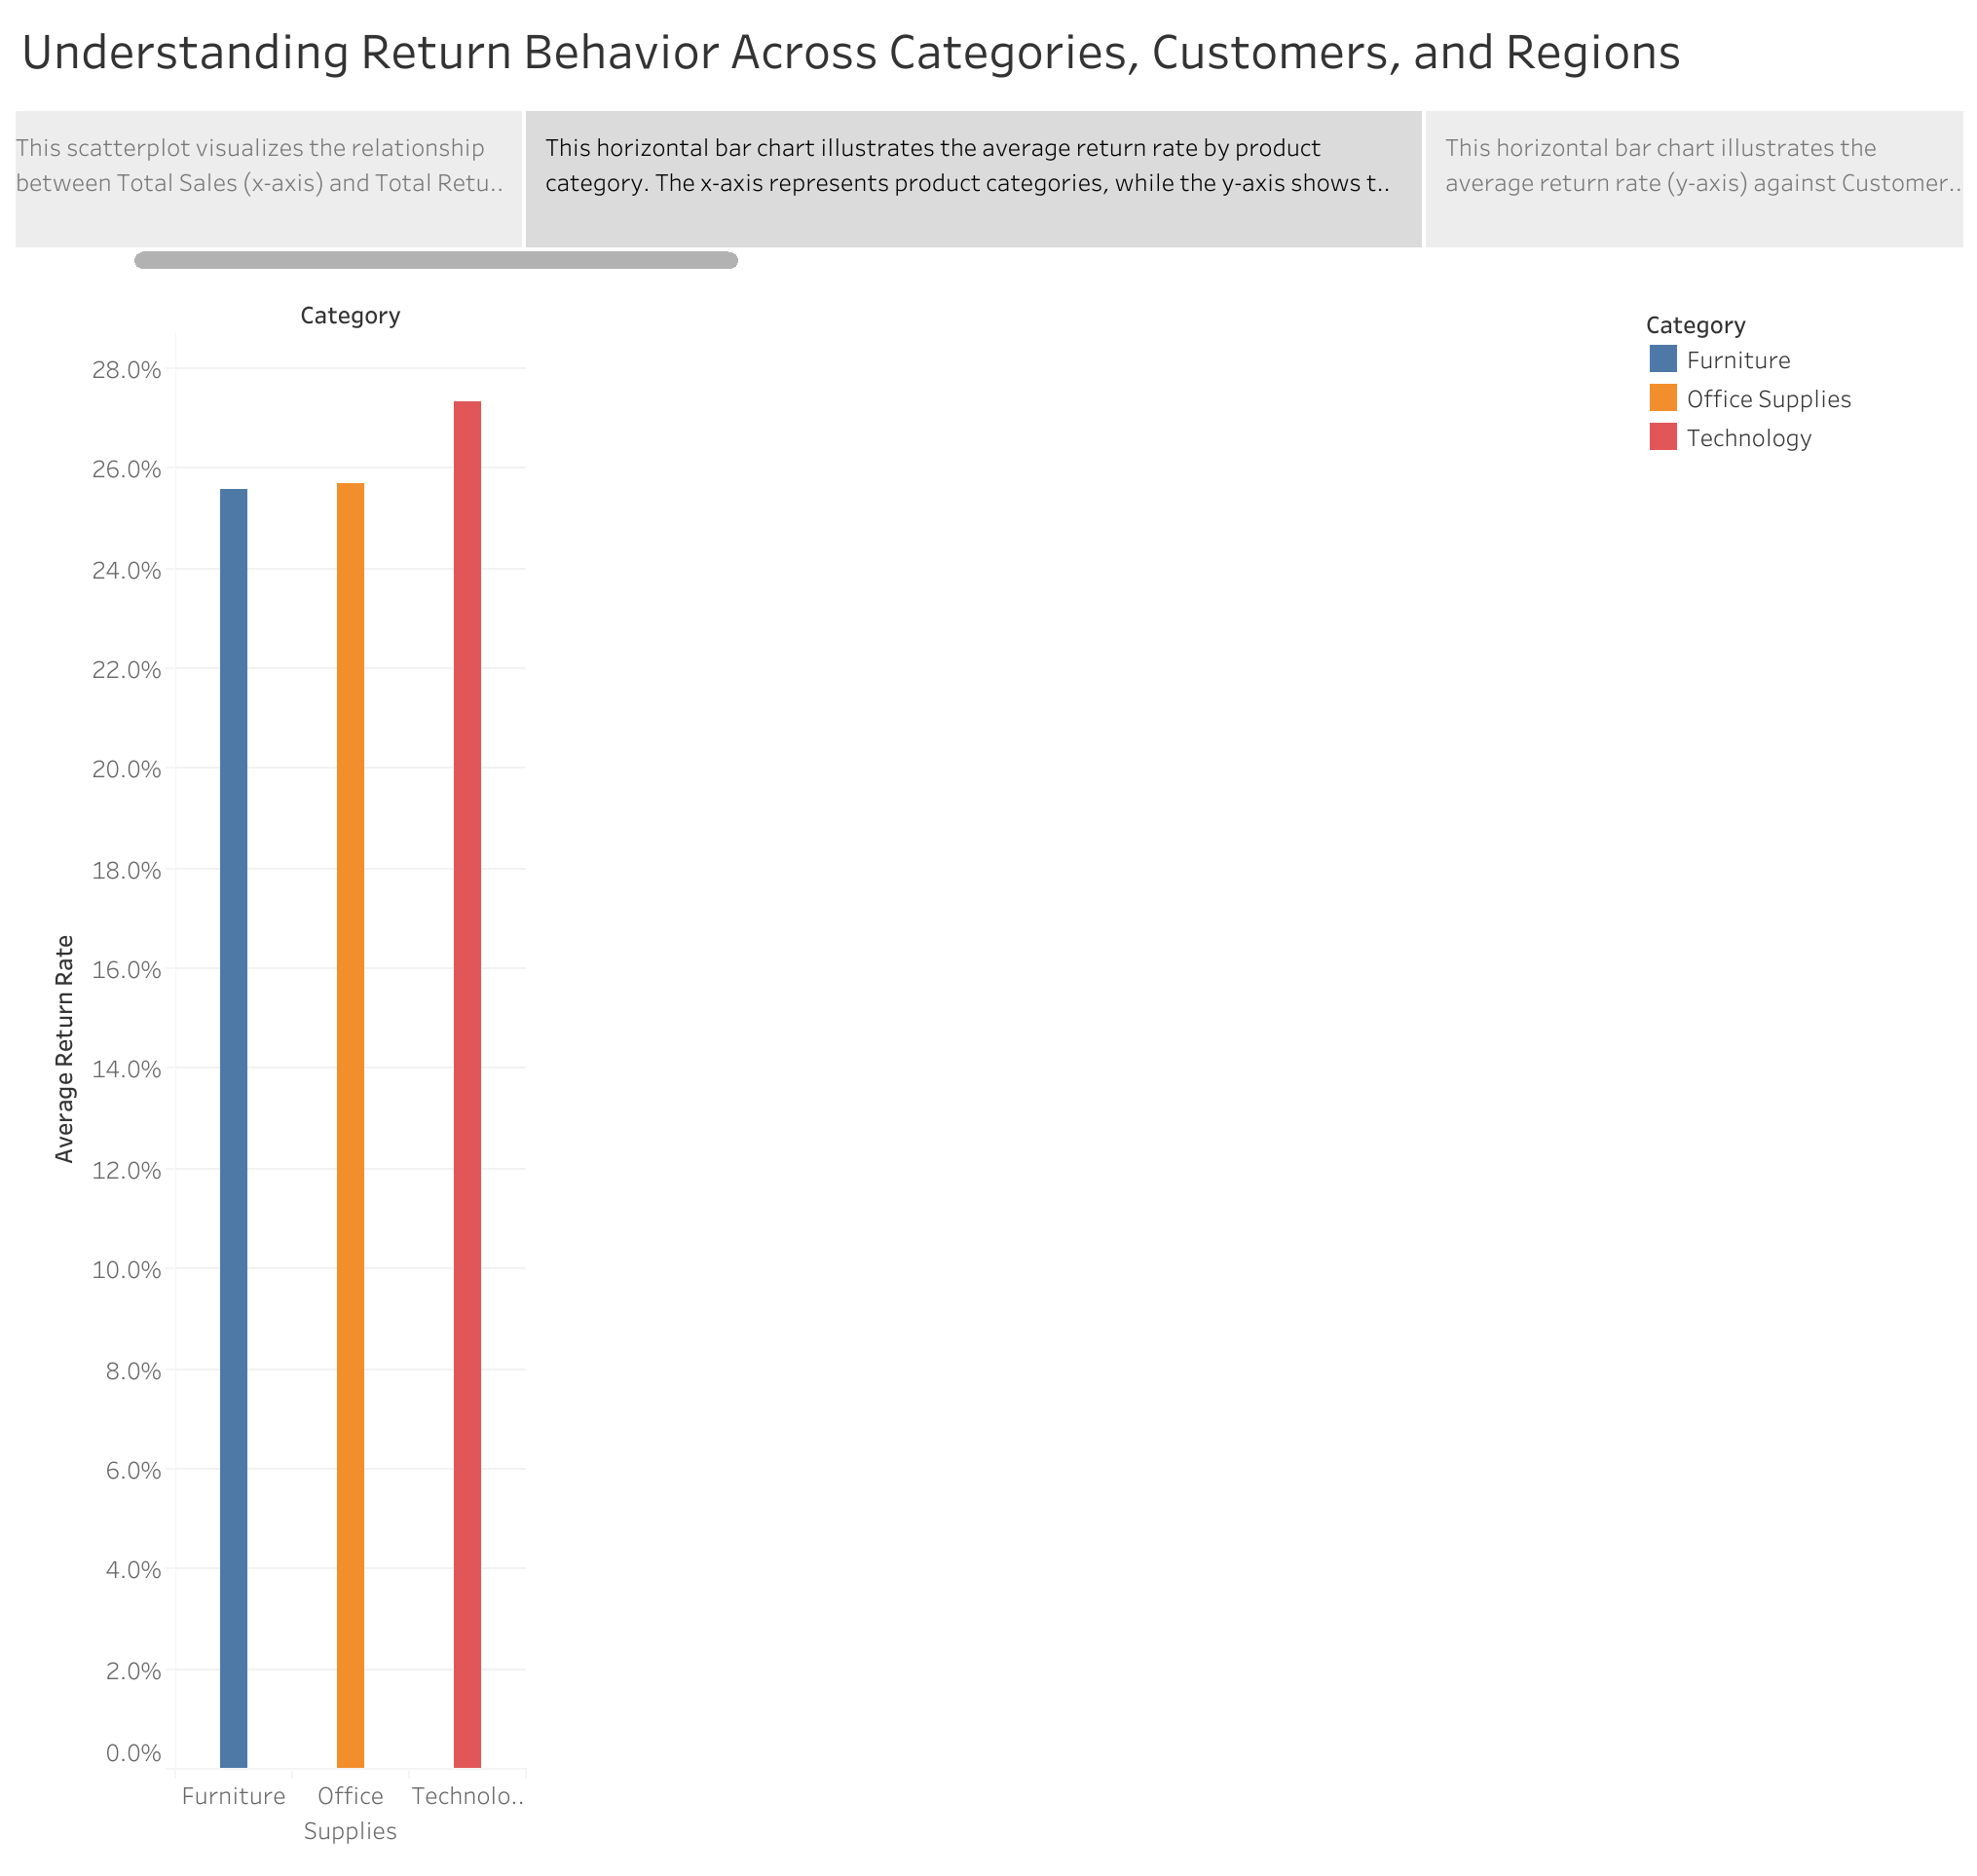 Understanding Return Behavior Across Categories, Customers, and Regions
This scatterplot visualizes the relationship
between Total Sales (x-axis) and Total Retu..
This horizontal bar chart illustrates the average return rate by product
category. The x-axis represents product categories, while the y-axis shows t..
This horizontal bar chart illustrates the
average return rate (y-axis) against Customer..
Category
28.0%
26.0%
24.0%
22.0%
20.0%
18.0%
16.0%
14.0%
12.0%
10.0%
8.0%
6.0%
4.0%
2.0%
0.0%
Average Return Rate
Furniture
Office
Supplies
Technolo..
Category
Furniture
Office Supplies
Technology